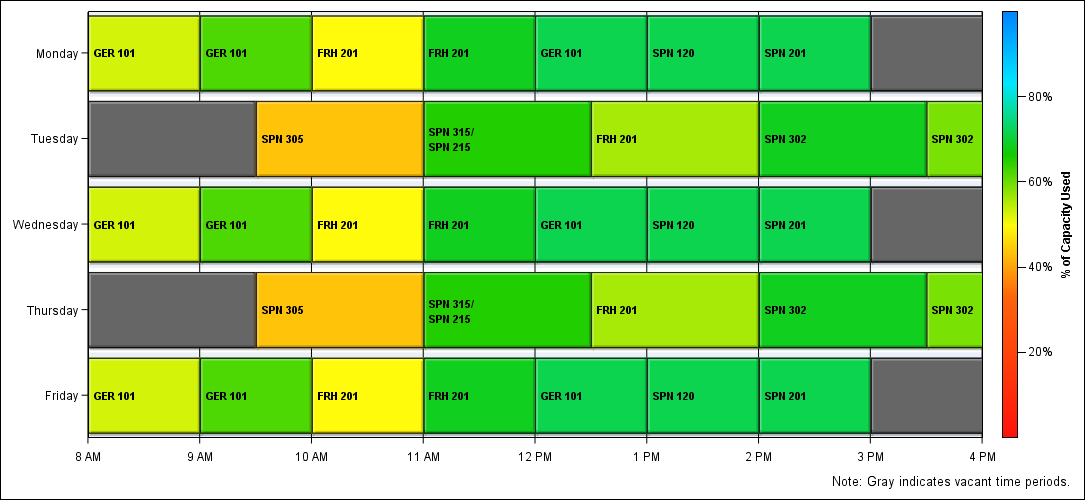 Monday
GER 101
GER 101
FRH 201
FRH 201
GER 101
SPN 120
SPN 201
Tuesday
SPN 305
SPN 315/
SPN 215
FRH 201
SPN 302
SPN 302
Wednesday
GER 101
GER 101
FRH 201
FRH 201
GER 101
SPN 120
SPN 201
Thursday
SPN 305
SPN 315/
SPN 215
FRH 201
SPN 302
SPN 302
Friday
GER 101
GER 101
FRH 201
FRH 201
GER 101
SPN 120
SPN 201
8 AM
9 AM
10 AM
11 AM
12 PM
1 PM
2 PM
3 PM
4 PM
80%
60%
40%
20%
% of Capacity Used
Note: Gray indicates vacant time periods.